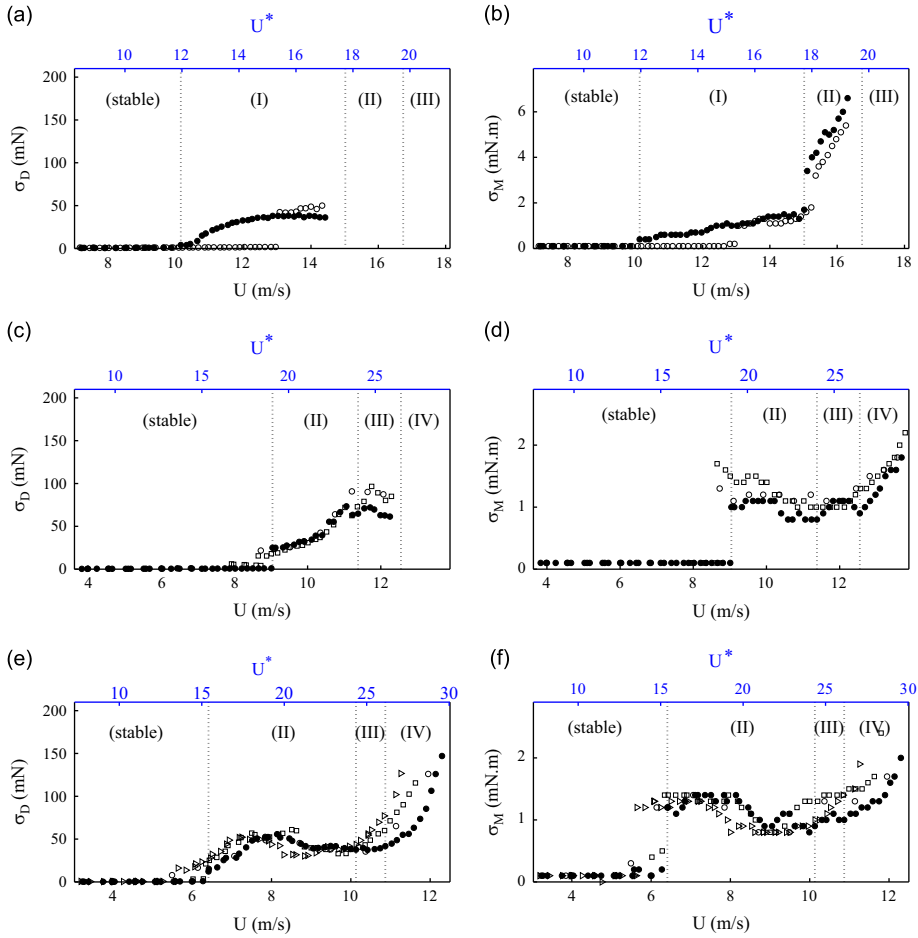 (a)
U*
10 12 14 16 18 20
200
150
100
50
0
σD (mN)
(stable) (I) (II) (III)
8 10 12 14 16 18
U (m/s)
(b)
U*
8 10 12 14 16 18 20
6
4
2
0
σM (mN.m)
(stable) (I) (II) (III)
8 10 12 14 16 18
U (m/s)
(c)
U*
10 15 20 25
200
150
100
50
0
σD (mN)
(stable) (II) (III) (IV)
4 6 8 10 12
U (m/s)
(d)
U*
10 15 20 25
2
1
0
σM (mN.m)
(stable) (II) (III) (IV)
4 6 8 10 12
U (m/s)
(e)
U*
10 15 20 25 30
200
150
100
50
0
σD (mN)
(stable) (II) (III) (IV)
4 6 8 10 12
U (m/s)
(f)
U*
10 15 20 25 30
2
1
0
σM (mN.m)
(stable) (II) (III) (IV)
4 6 8 10 12
U (m/s)